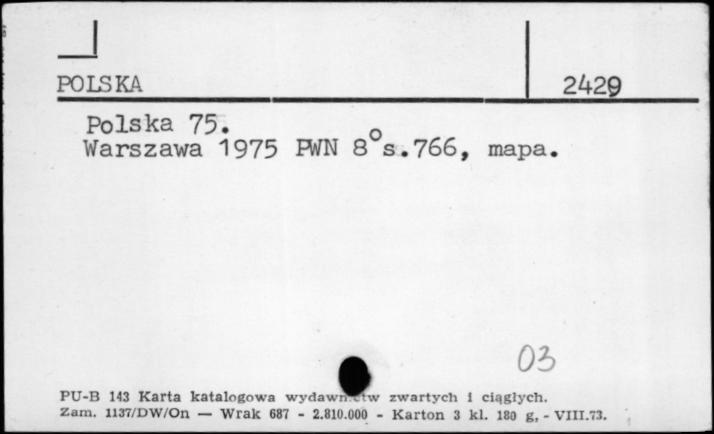 POLSKA 2429
Polska 75.
Warszawa 1975 PWN 8° s.766, mapa.
03
PU-B 143 Karta katalogowa wydawnictw zwartych i ciągłych.
Zam. 1137/DW/On — Wrak 687 - 2.810.000 - Karton 3 kl. 180 g, - VIII.73.